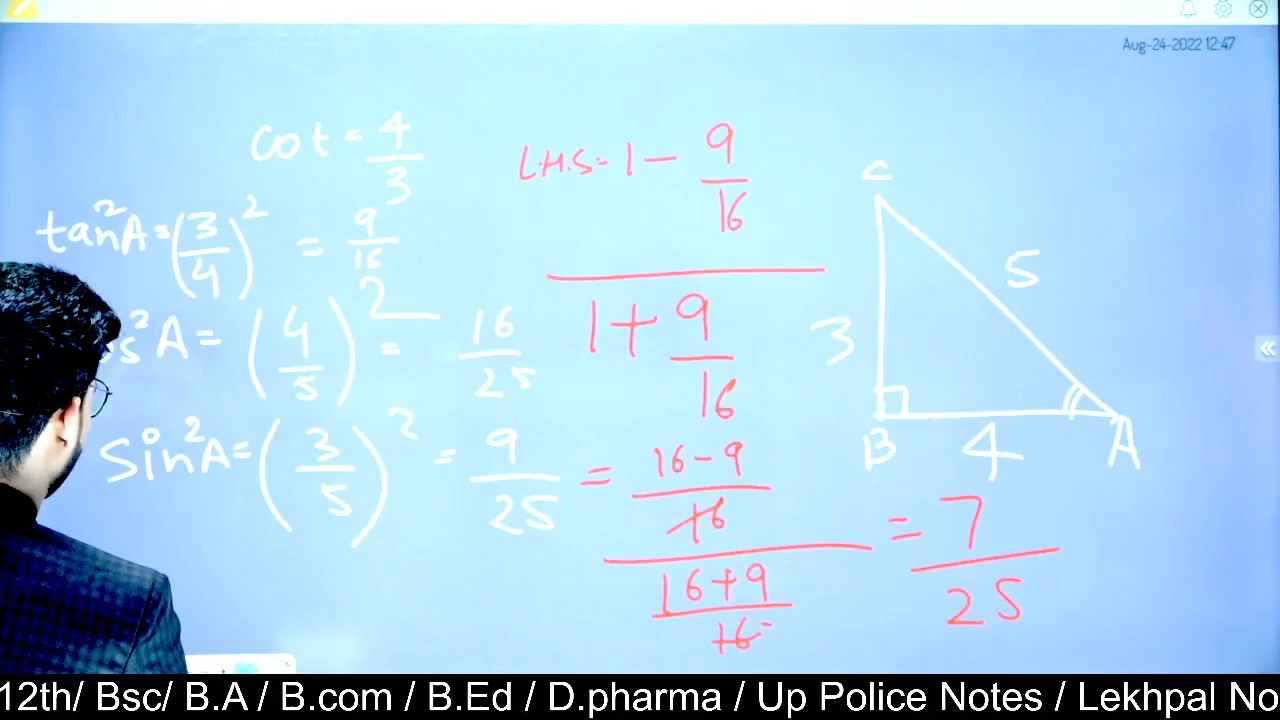 Aug-24-2022 12:47
cot = 4/3
tan²A = (3/4)² = 9/16
s²A = (4/5)² = 16/25
Sin²A = (3/5)² = 9/25
L.H.S = 1 - 9/16
1 + 9/16
= 16-9/16
16+9/16
= 7/25
C
5
3
B
4
A
12th/ Bsc/ B.A / B.com / B.Ed / D.pharma / Up Police Notes / Lekhpal No